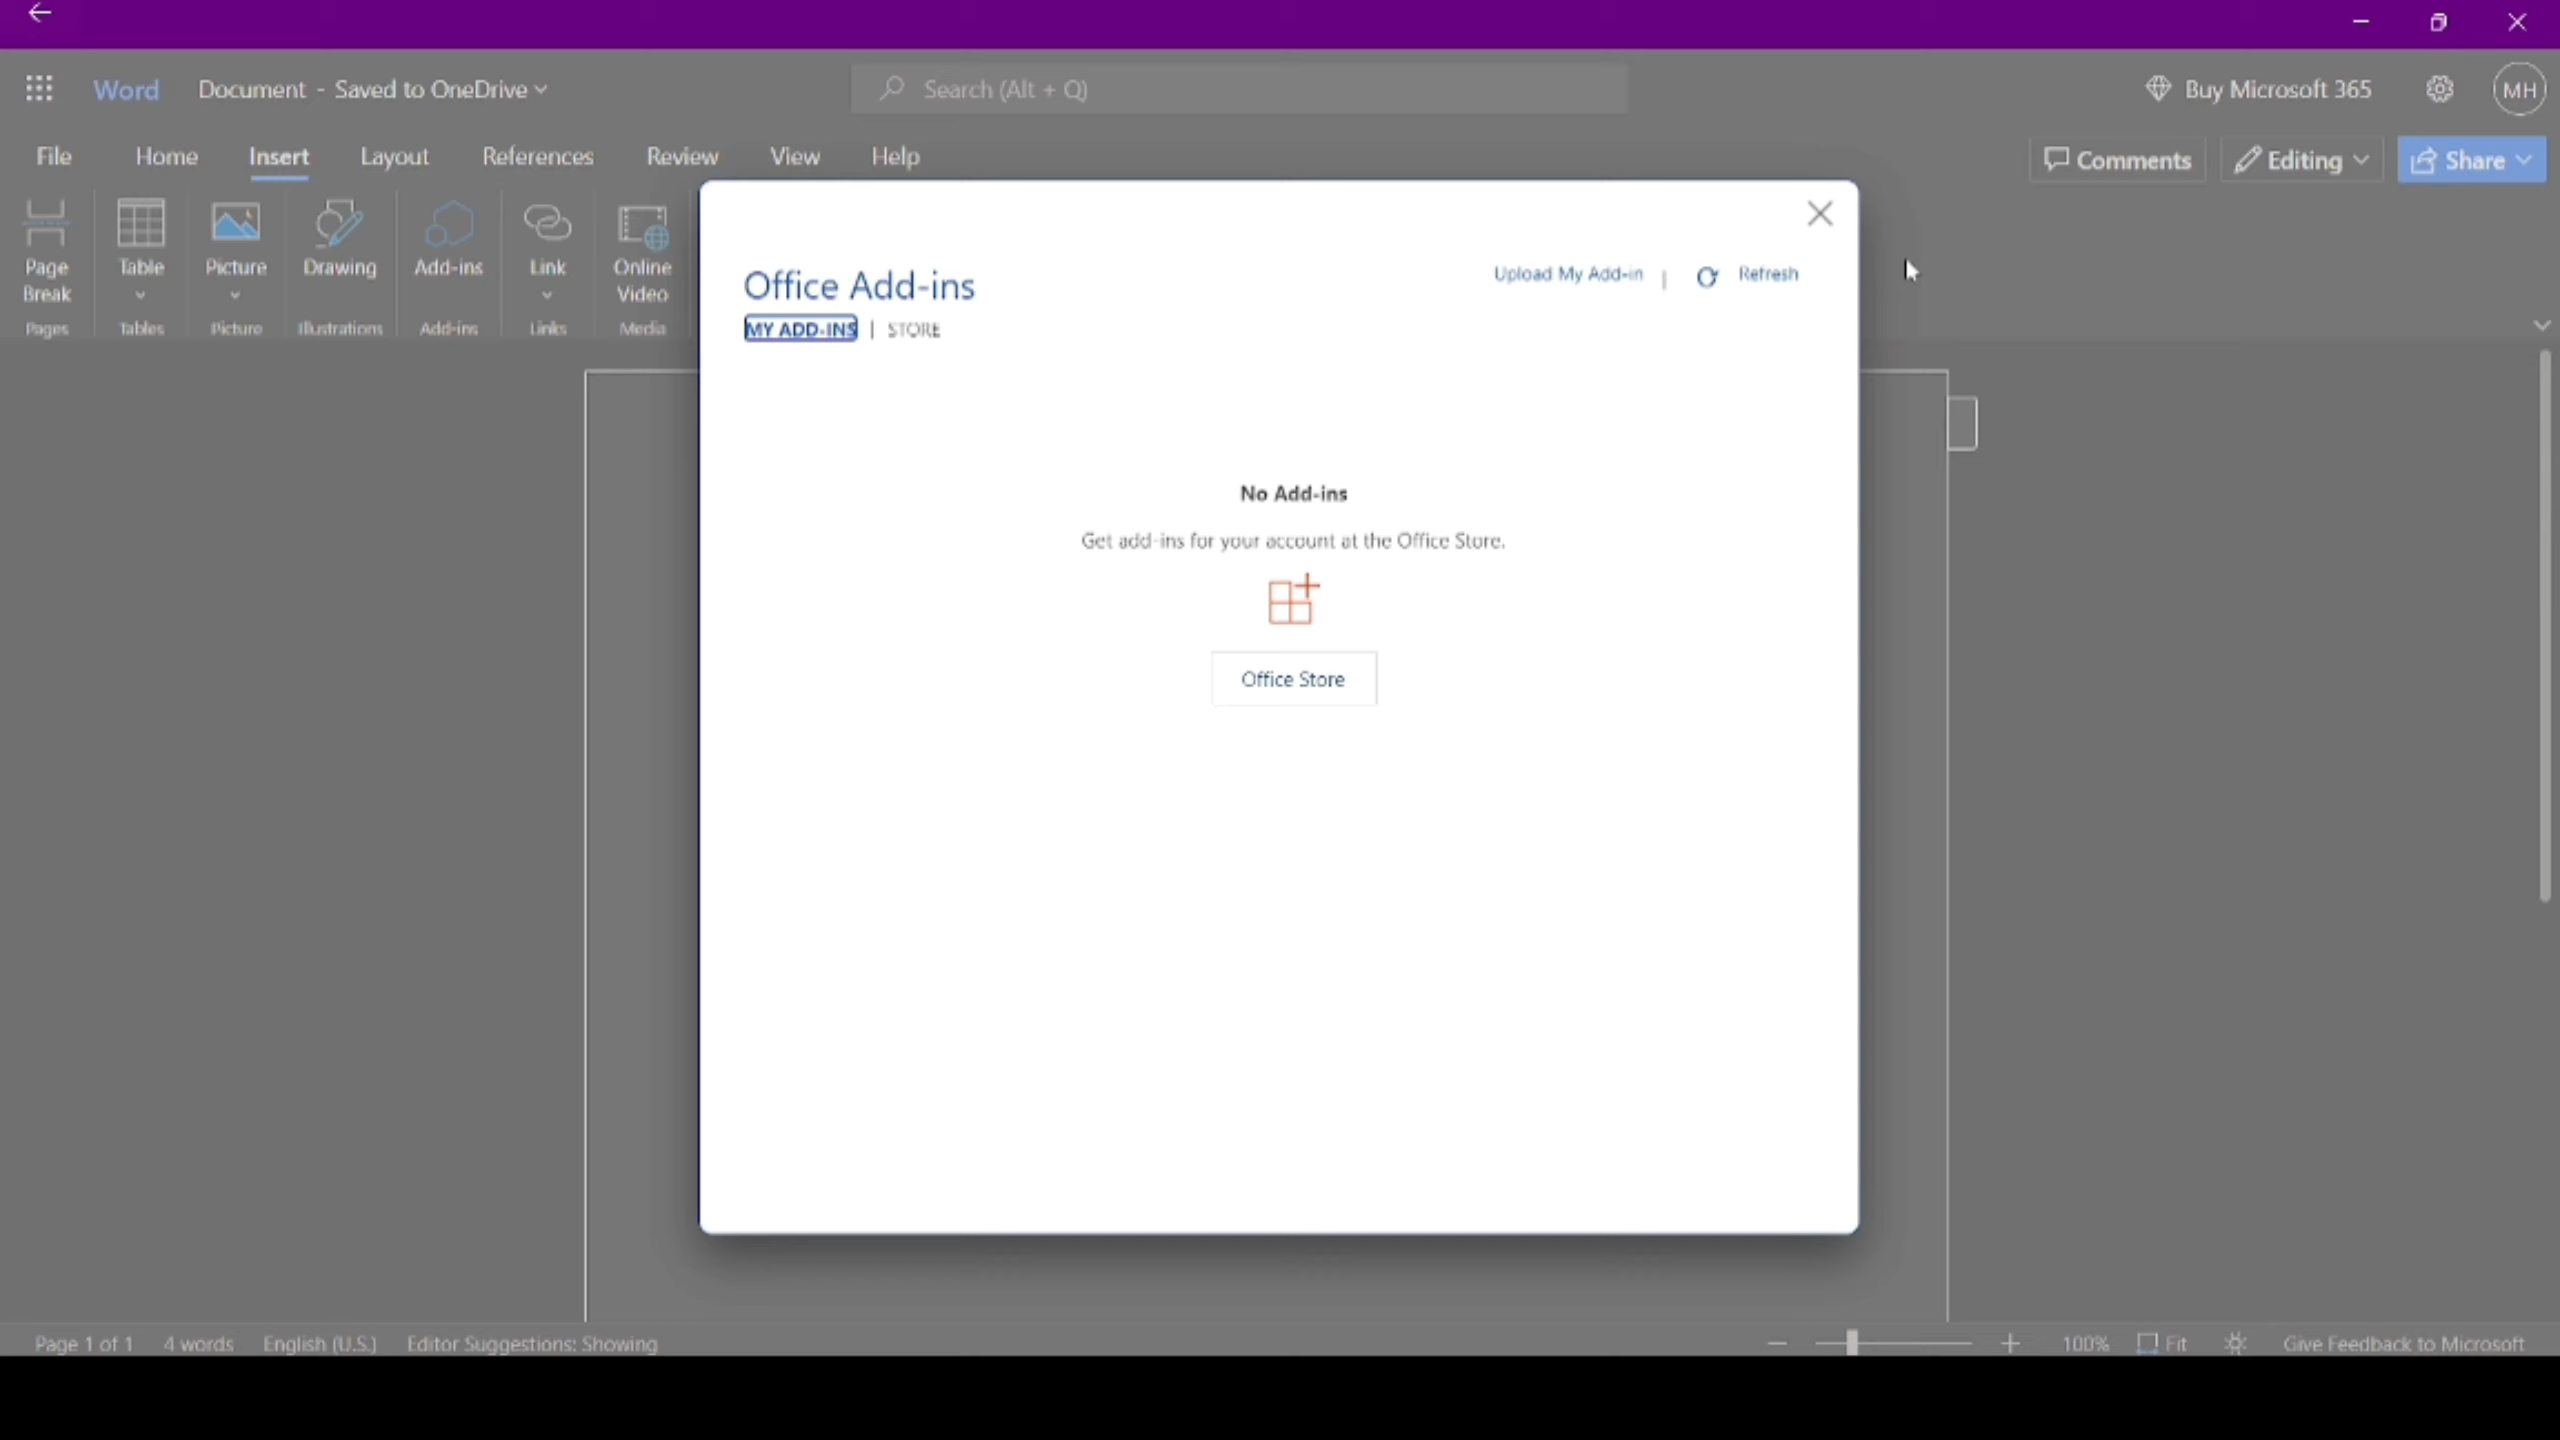 Word Document - Saved to OneDrive
Search (Alt + Q)
Buy Microsoft 365
MH
File Home Insert Layout References Review View Help
Comments Editing Share
Page Break
Table
Picture
Drawing
Add-ins
Link
Online Video
Pages Tables Picture Illustrations Add-ins Links Media
Office Add-ins
Upload My Add-in | Refresh
MY ADD-INS | STORE
No Add-ins
Get add-ins for your account at the Office Store.
Office Store
Page 1 of 1 4 words English (U.S.) Editor Suggestions: Showing
100% Fit Give Feedback to Microsoft